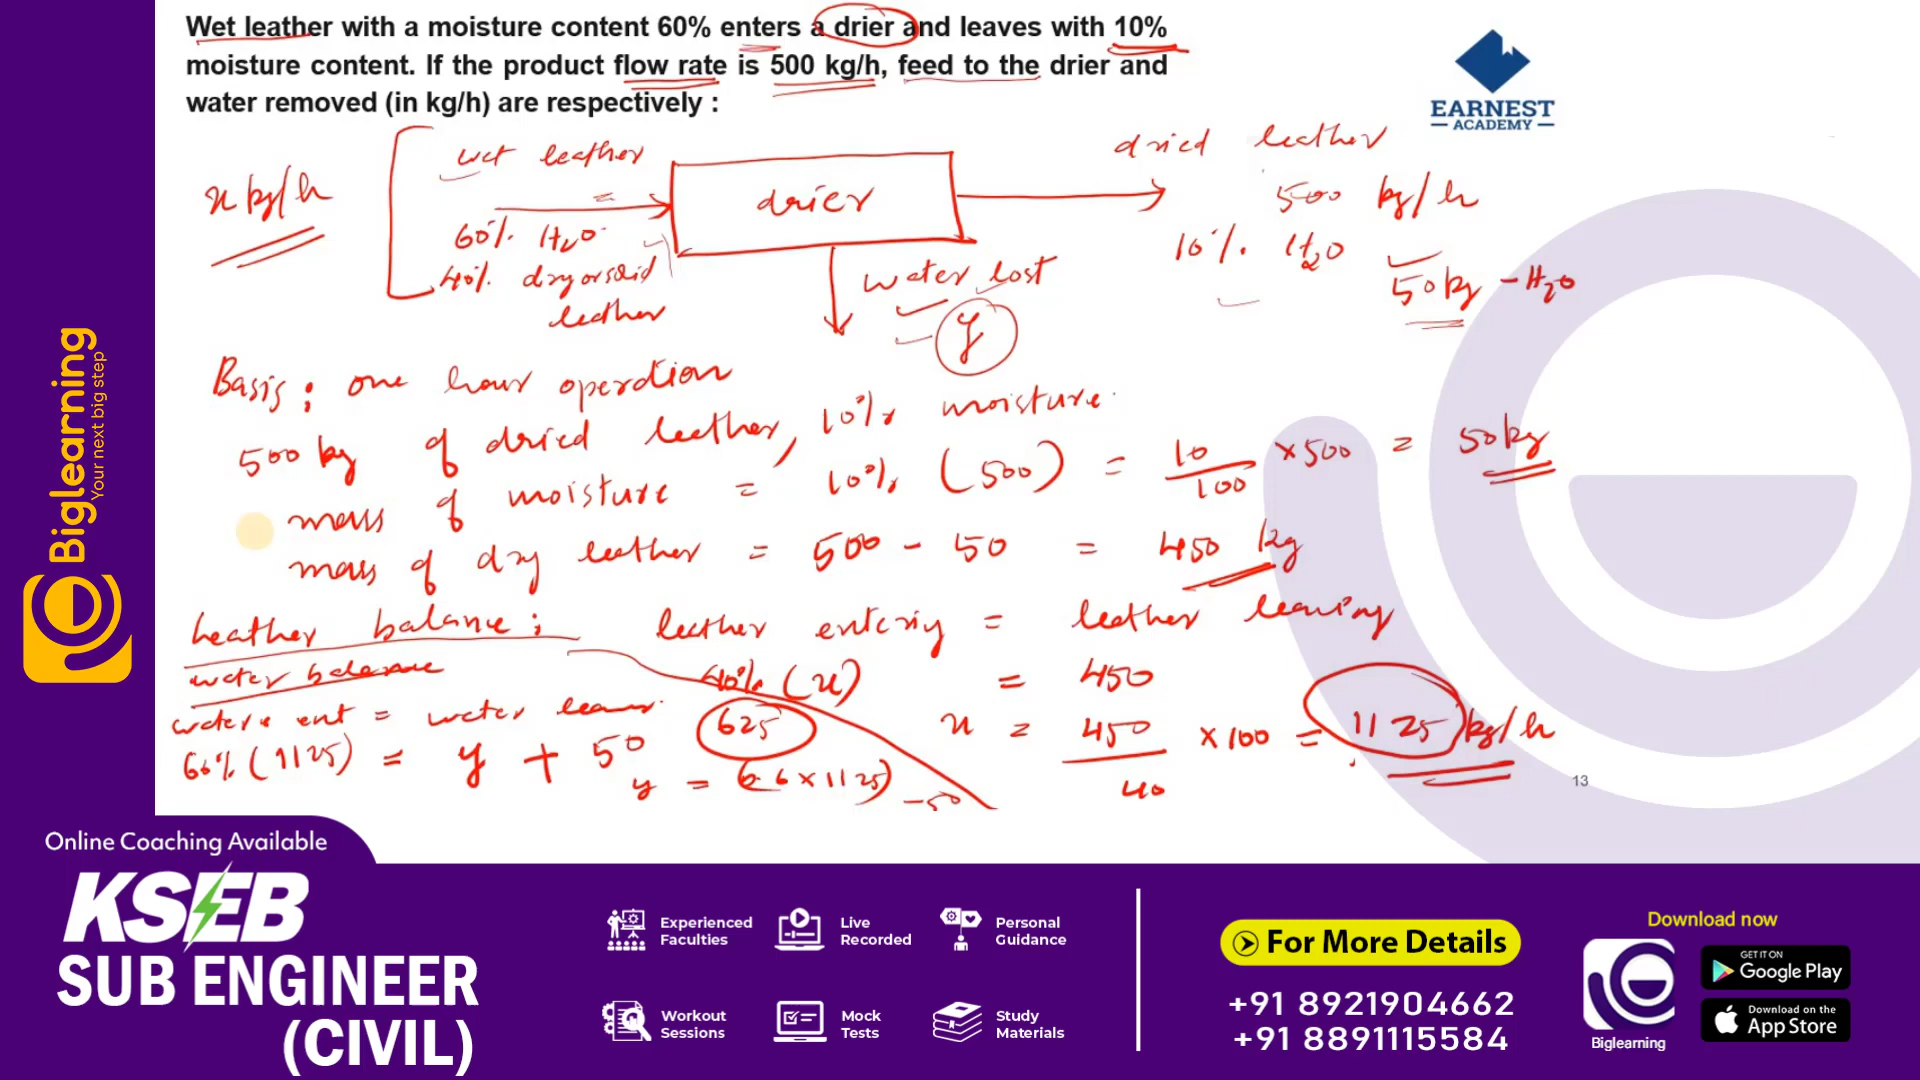 Wet leather with a moisture content 60% enters a drier and leaves with 10%
moisture content. If the product flow rate is 500 kg/h, feed to the drier and
water removed (in kg/h) are respectively :
EARNEST
ACADEMY
x kg/h
wet leather
60% H2O
40% dry or solid
leather
drier
water lost
y
dried leather
500 kg/h
10% H2O
50 kg - H2O
Basis: one hour operation
500 kg of dried leather, 10% moisture
mass of moisture = 10% (500) = 10/100 × 500 = 50 kg
mass of dry leather = 500 - 50 = 450 kg
leather balance: leather entering = leather leaving
40% (x) = 450
x = 450/40 × 100 = 1125 kg/h
water balance
water ent = water
60% (1125) = y + 50
y = (0.6 × 1125) - 50
625
13
Biglearning
Your next big step
Online Coaching Available
KSEB
SUB ENGINEER
(CIVIL)
Experienced
Faculties
Live
Recorded
Personal
Guidance
Workout
Sessions
Mock
Tests
Study
Materials
For More Details
+91 8921904662
+91 8891115584
Download now
Biglearning
GET IT ON
Google Play
Download on the
App Store